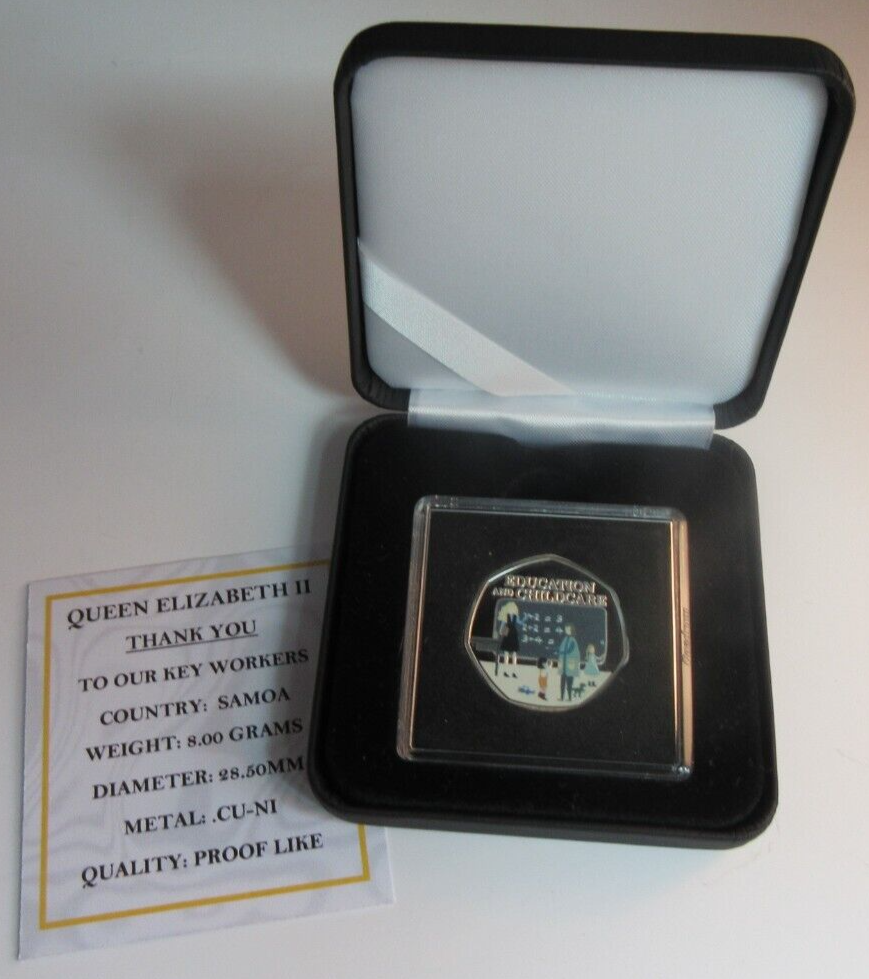 QUEEN ELIZABETH II
THANK YOU
TO OUR KEY WORKERS
COUNTRY: SAMOA
WEIGHT: 8.00 GRAMS
DIAMETER: 28.50MM
METAL: .CU-NI
QUALITY: PROOF LIKE
EDUCATION
AND CHILDCARE